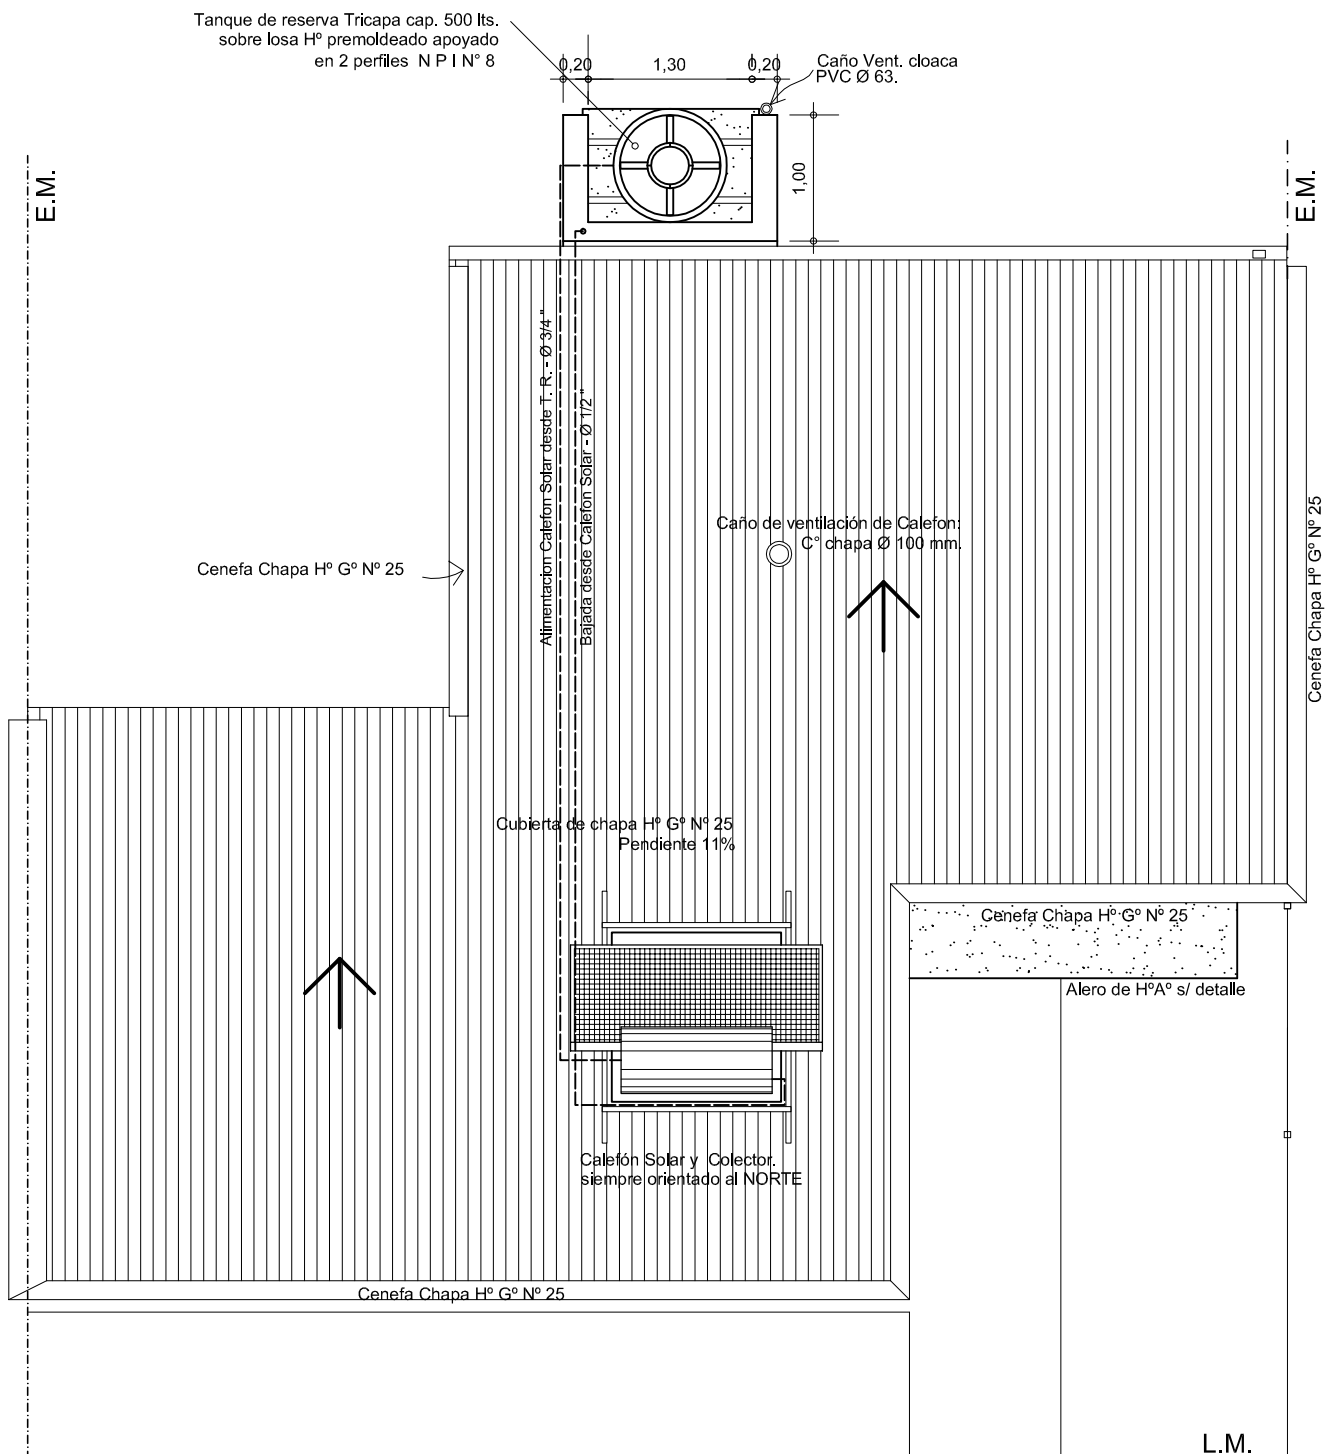 Tanque de reserva Tricapa cap. 500 lts.
sobre losa Hº premoldeado apoyado
en 2 perfiles N P I N° 8
0,20
1,30
0,20
Caño Vent. cloaca
PVC Ø 63.
1,00
E.M.
E.M.
Alimentacion Calefon Solar desde T. R. - Ø 3/4 "
Bajada desde Calefon Solar - Ø 1/2 "
Caño de ventilación de Calefon:
C° chapa Ø 100 mm.
Cenefa Chapa Hº Gº Nº 25
Cenefa Chapa Hº Gº Nº 25
Cubierta de chapa Hº Gº Nº 25
Pendiente 11%
Cenefa Chapa Hº Gº Nº 25
Alero de HºAº s/ detalle
Calefón Solar y Colector.
siempre orientado al NORTE
Cenefa Chapa Hº Gº Nº 25
L.M.